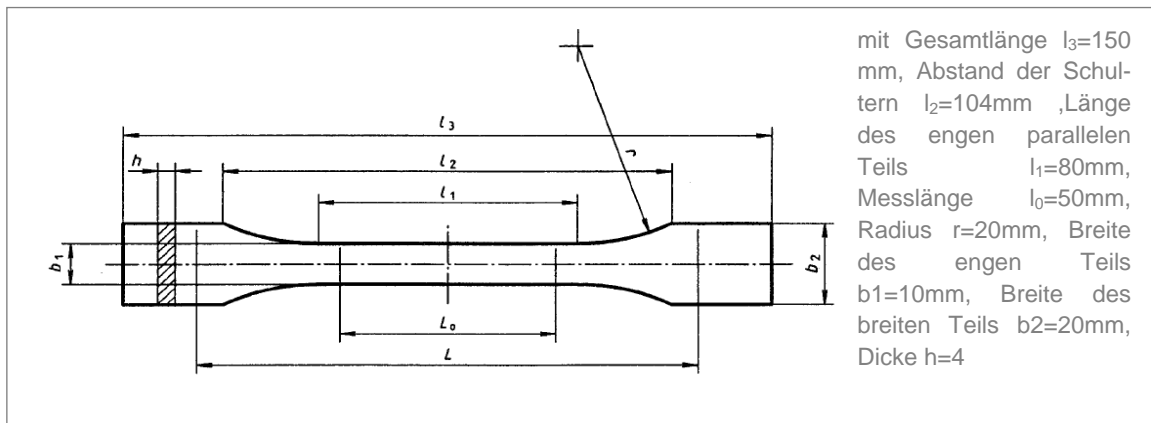 mit Gesamtlänge l₃=150
mm, Abstand der Schul-
tern l₂=104mm ,Länge
des engen parallelen
Teils l₁=80mm,
Messlänge l₀=50mm,
Radius r=20mm, Breite
des engen Teils
b1=10mm, Breite des
breiten Teils b2=20mm,
Dicke h=4
l₃
h
l₂
r
l₁
b₁
b₂
L₀
L